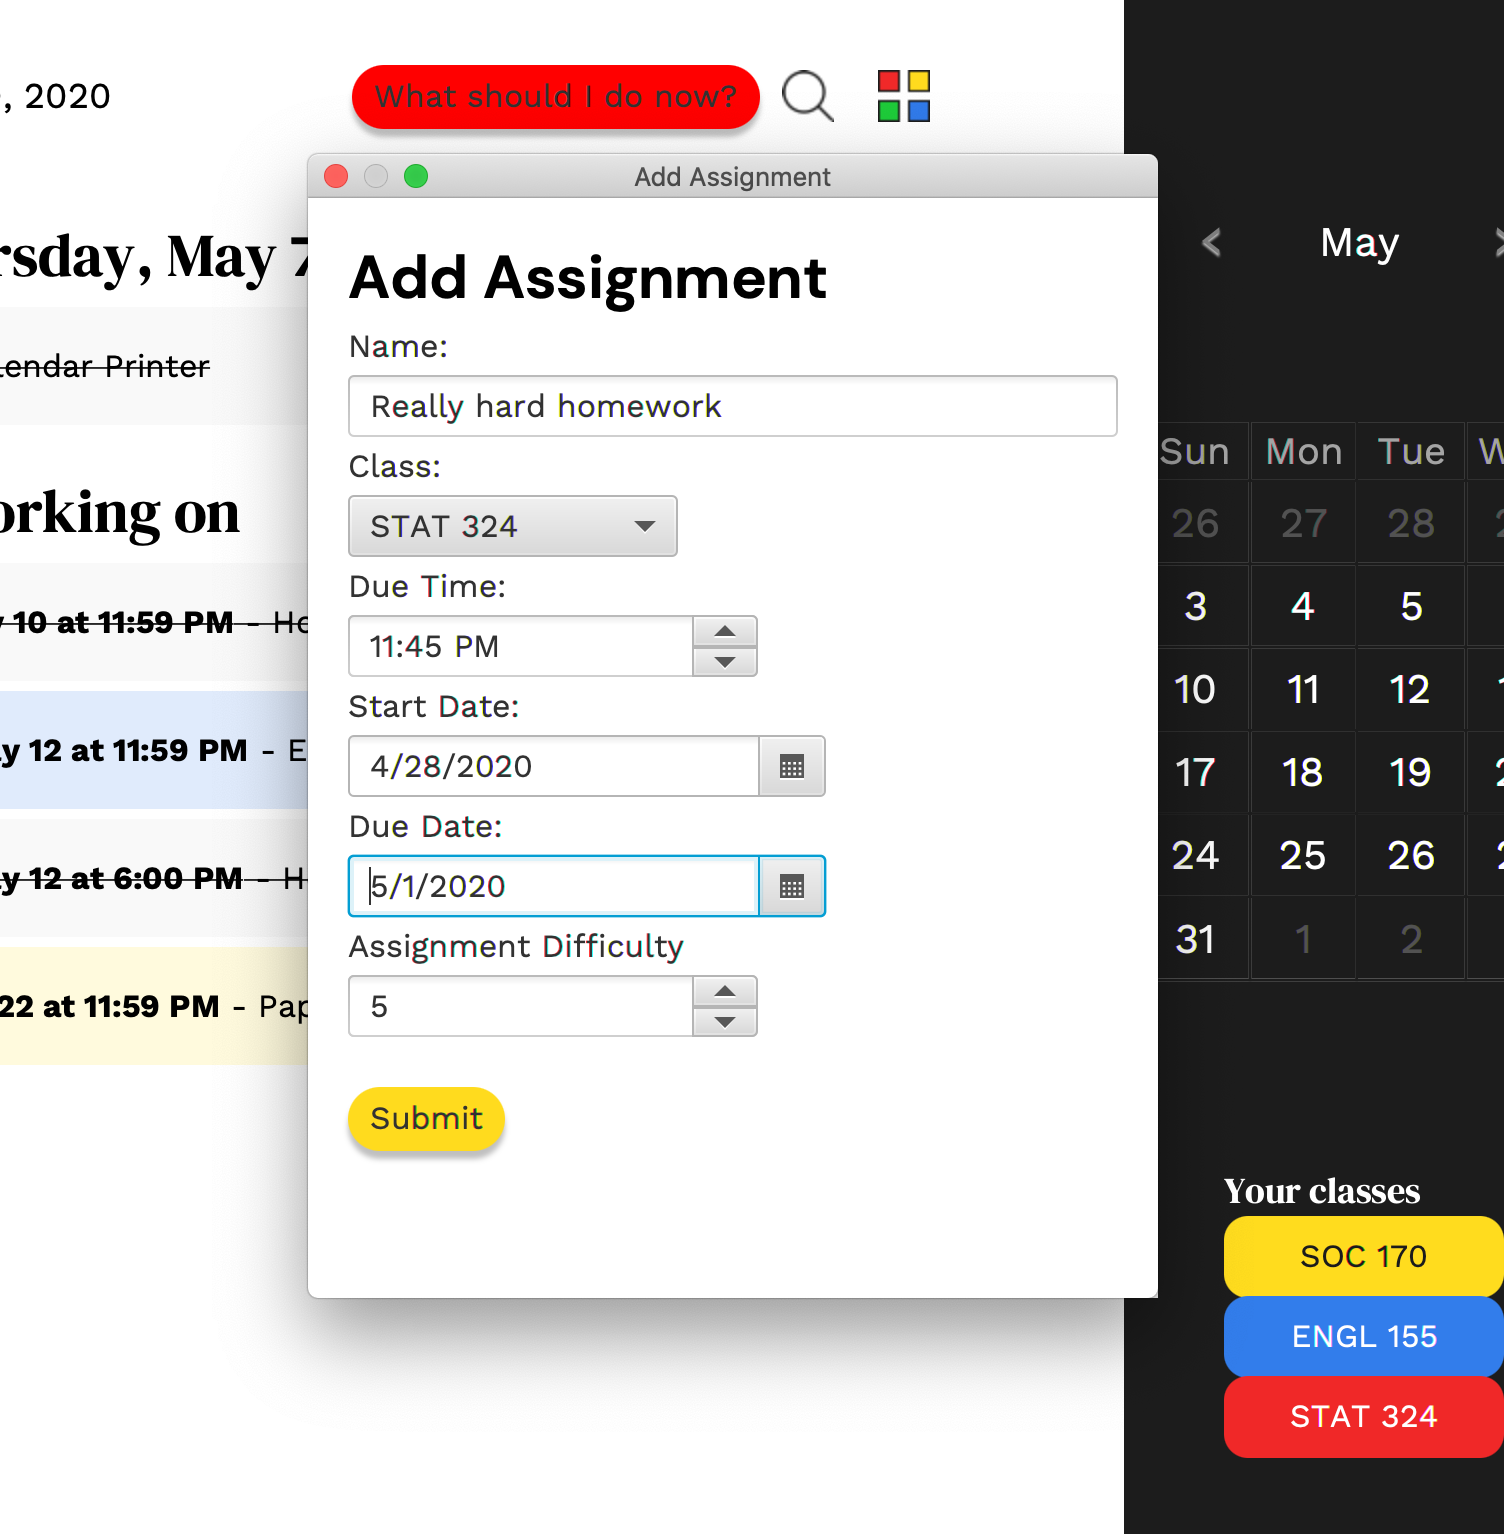 , 2020
What should I do now?
Add Assignment
rsday, May 7
lendar Printer
orking on
10 at 11:59 PM - Ho
y 12 at 11:59 PM - E
y 12 at 6:00 PM - H
22 at 11:59 PM - Pap
Add Assignment
Name:
Really hard homework
Class:
STAT 324
Due Time:
11:45 PM
Start Date:
4/28/2020
Due Date:
5/1/2020
Assignment Difficulty
5
Submit
< May >
Sun Mon Tue W
26 27 28 2
3 4 5
10 11 12 1
17 18 19 2
24 25 26 2
31 1 2
Your classes
SOC 170
ENGL 155
STAT 324